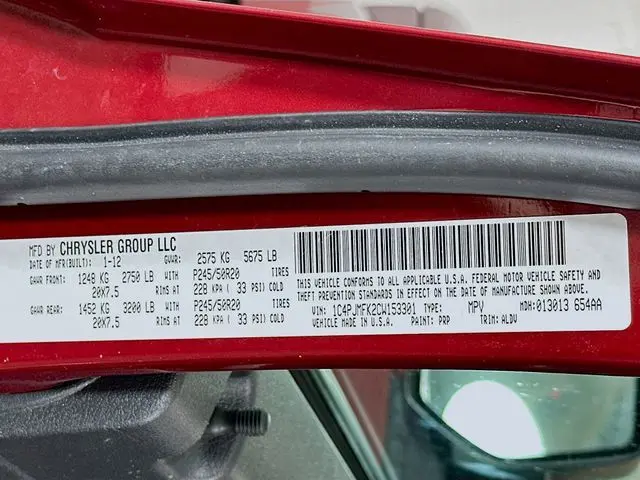 MFD BY CHRYSLER GROUP LLC
DATE OF MFR(BUILT): 1-12 GVWR: 2575 KG 5675 LB
GAWR FRONT: 1248 KG 2750 LB WITH P245/50R20 TIRES
20X7.5 RIMS AT 228 KPA ( 33 PSI) COLD
GAWR REAR: 1452 KG 3200 LB WITH P245/50R20 TIRES
20X7.5 RIMS AT 228 KPA ( 33 PSI) COLD
THIS VEHICLE CONFORMS TO ALL APPLICABLE U.S.A. FEDERAL MOTOR VEHICLE SAFETY AND
THEFT PREVENTION STANDARDS IN EFFECT ON THE DATE OF MANUFACTURE SHOWN ABOVE.
VIN: 1C4PJMFK2CW153301 TYPE: MPV MDH: 013013 654AA
VEHICLE MADE IN U.S.A. PAINT: PRP TRIM: ALDV